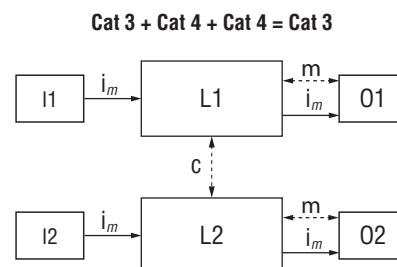 Cat 3 + Cat 4 + Cat 4 = Cat 3
I1 im L1 m O1
im
c
I2 im L2 m O2
im